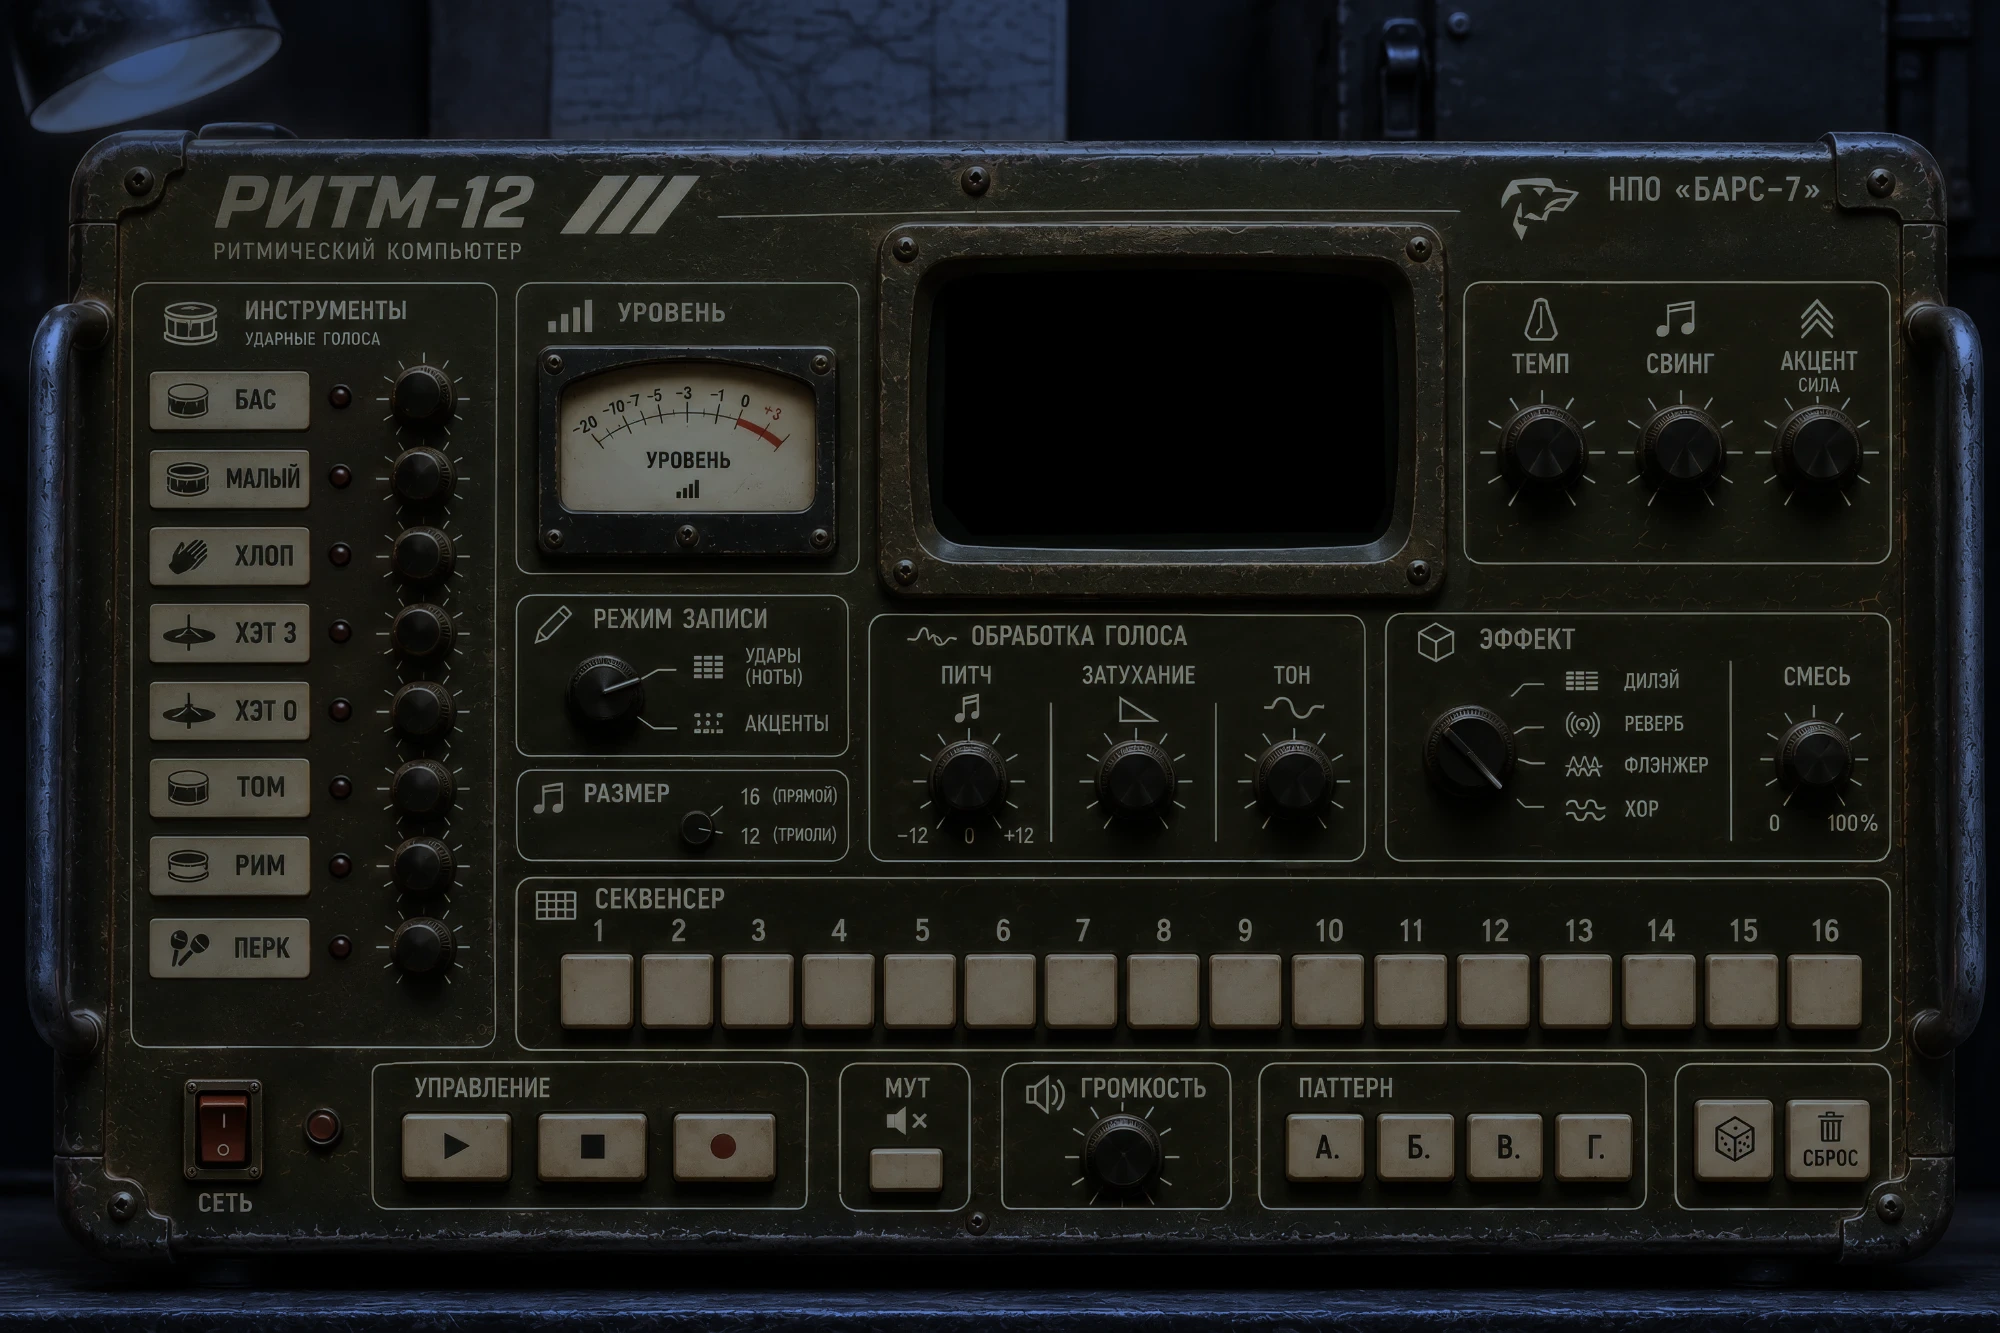 РИТМ-12
РИТМИЧЕСКИЙ КОМПЬЮТЕР
НПО «БАРС-7»
ИНСТРУМЕНТЫ
УДАРНЫЕ ГОЛОСА
БАС
МАЛЫЙ
ХЛОП
ХЭТ З
ХЭТ О
ТОМ
РИМ
ПЕРК
УРОВЕНЬ
-20 -10 -7 -5 -3 -1 0 +3
УРОВЕНЬ
ТЕМП
СВИНГ
АКЦЕНТ
СИЛА
РЕЖИМ ЗАПИСИ
УДАРЫ
(НОТЫ)
АКЦЕНТЫ
РАЗМЕР
16 (ПРЯМОЙ)
12 (ТРИОЛИ)
ОБРАБОТКА ГОЛОСА
ПИТЧ
-12 0 +12
ЗАТУХАНИЕ
ТОН
ЭФФЕКТ
ДИЛЭЙ
РЕВЕРБ
ФЛЭНЖЕР
ХОР
СМЕСЬ
0 100%
СЕКВЕНСЕР
1 2 3 4 5 6 7 8 9 10 11 12 13 14 15 16
I
O
СЕТЬ
УПРАВЛЕНИЕ
МУТ
ГРОМКОСТЬ
ПАТТЕРН
А. Б. В. Г.
СБРОС